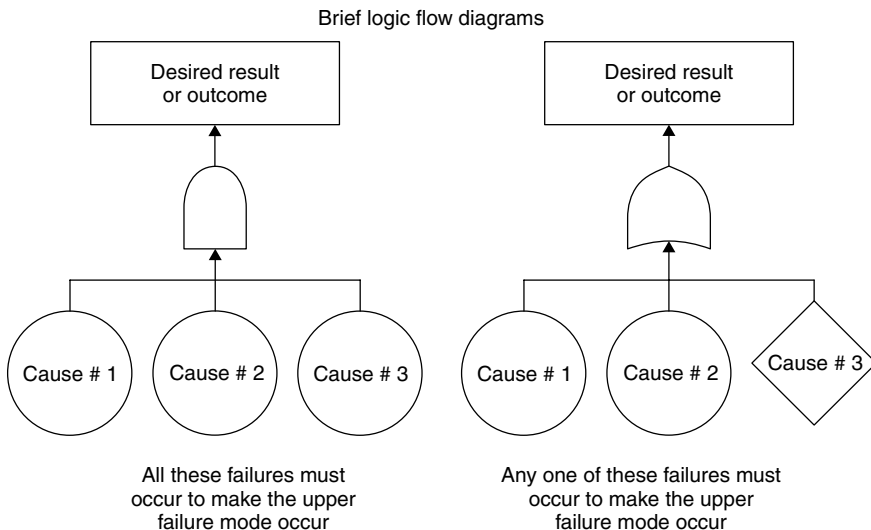 Brief logic flow diagrams
Desired result
or outcome
Cause # 1
Cause # 2
Cause # 3
All these failures must
occur to make the upper
failure mode occur
Desired result
or outcome
Cause # 1
Cause # 2
Cause # 3
Any one of these failures must
occur to make the upper
failure mode occur